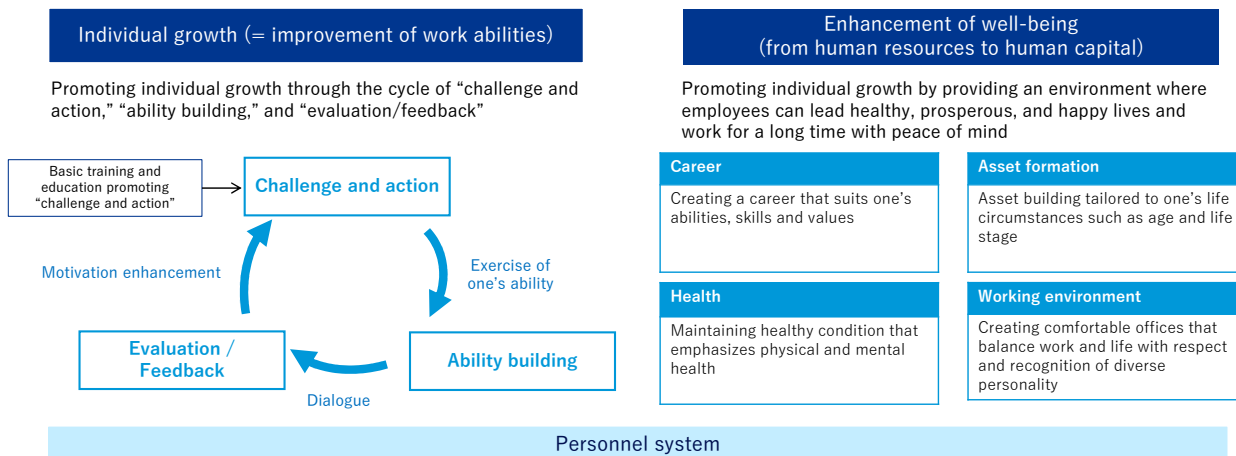 Individual growth (= improvement of work abilities)
Promoting individual growth through the cycle of “challenge and
action,” “ability building,” and “evaluation/feedback”
Basic training and
education promoting
“challenge and action”
Challenge and action
Motivation enhancement
Exercise of
one’s ability
Evaluation /
Feedback
Ability building
Dialogue
Enhancement of well-being
(from human resources to human capital)
Promoting individual growth by providing an environment where
employees can lead healthy, prosperous, and happy lives and
work for a long time with peace of mind
Career
Creating a career that suits one’s
abilities, skills and values
Asset formation
Asset building tailored to one’s life
circumstances such as age and life
stage
Health
Maintaining healthy condition that
emphasizes physical and mental
health
Working environment
Creating comfortable offices that
balance work and life with respect
and recognition of diverse
personality
Personnel system